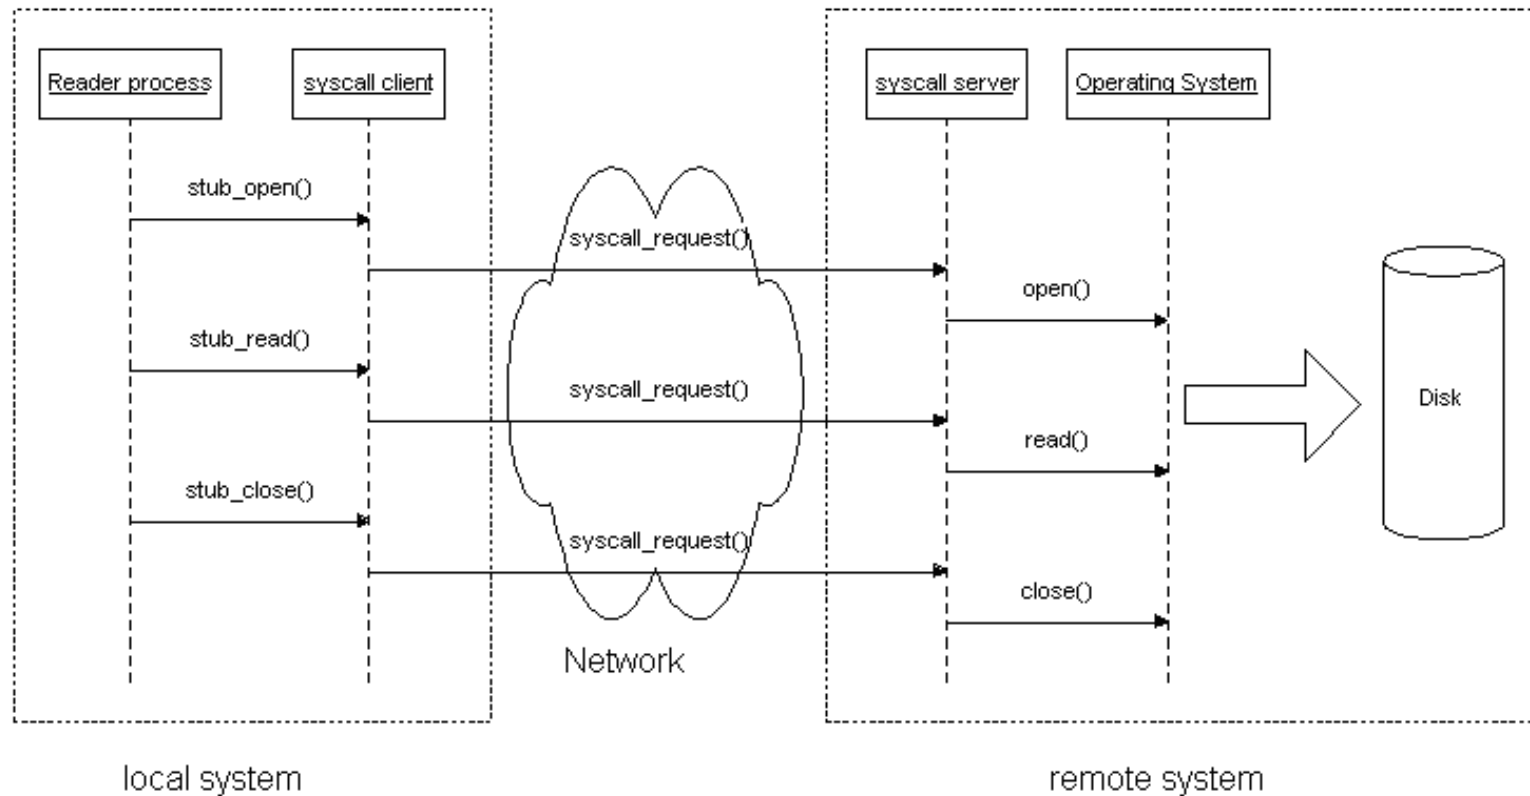 Reader process
syscall client
syscall server
Operating System
stub_open()
syscall_request()
open()
stub_read()
syscall_request()
read()
Disk
stub_close()
syscall_request()
close()
Network
local system
remote system